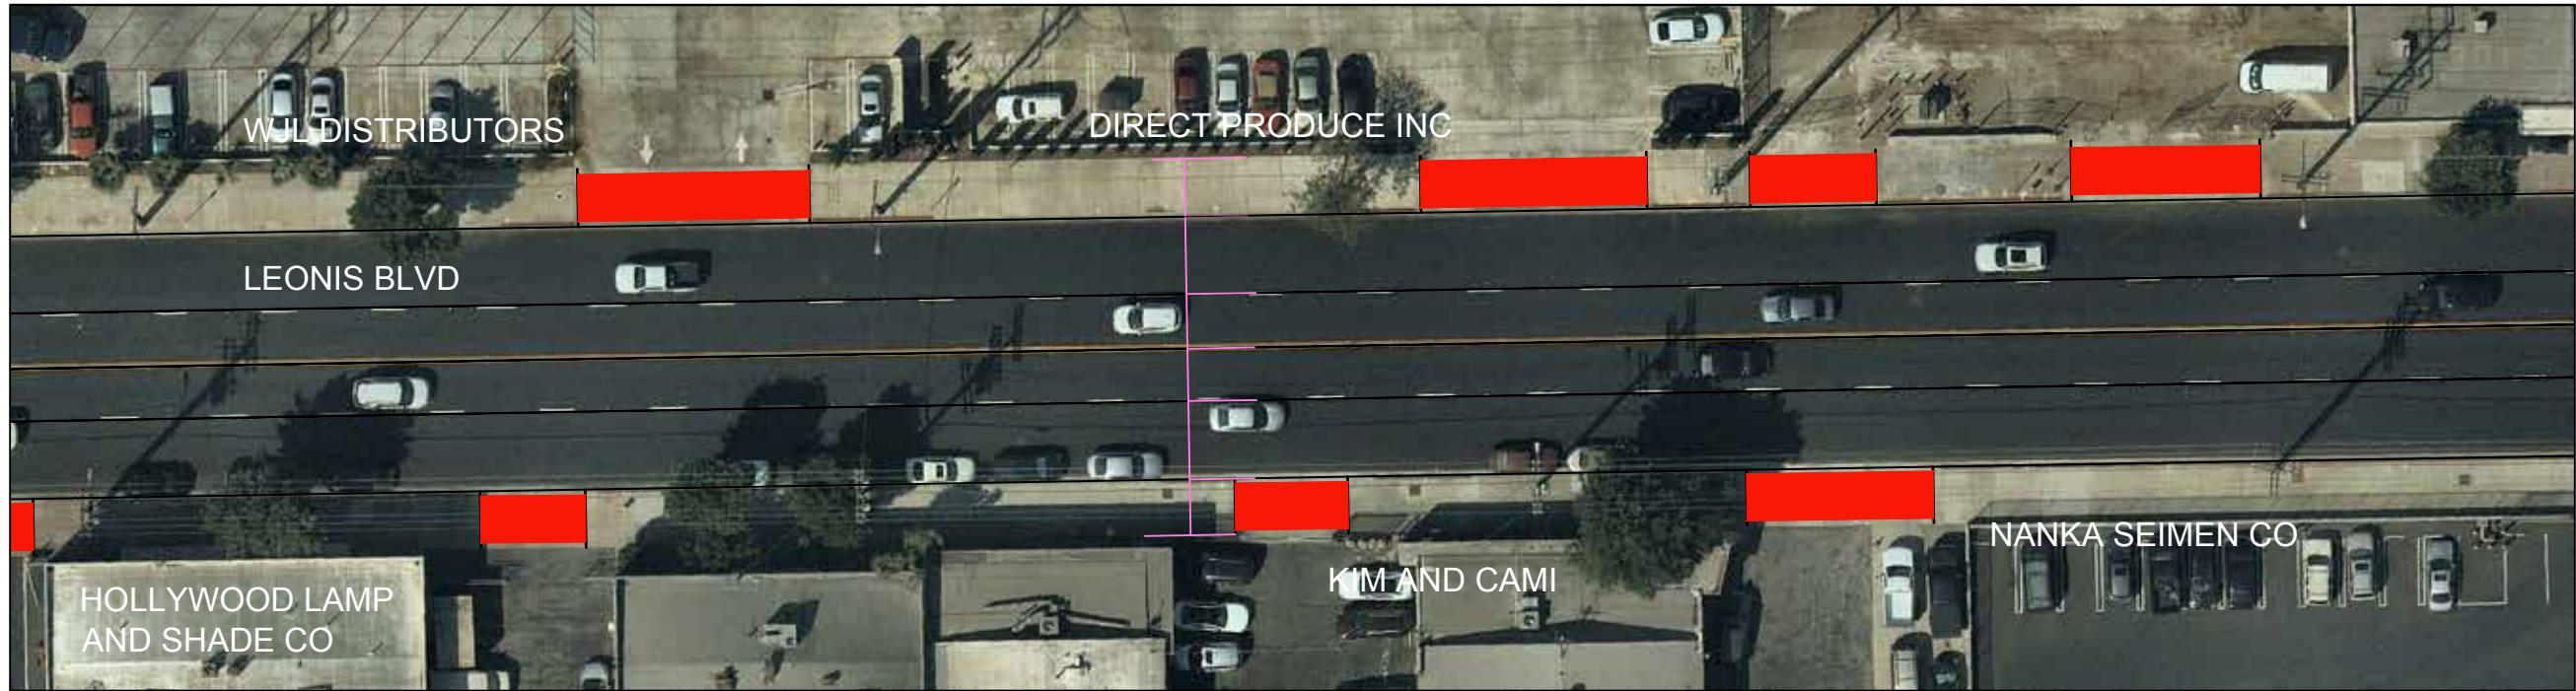 WJL DISTRIBUTORS
DIRECT PRODUCE INC
LEONIS BLVD
NANKA SEIMEN CO
KIM AND CAMI
HOLLYWOOD LAMP
AND SHADE CO